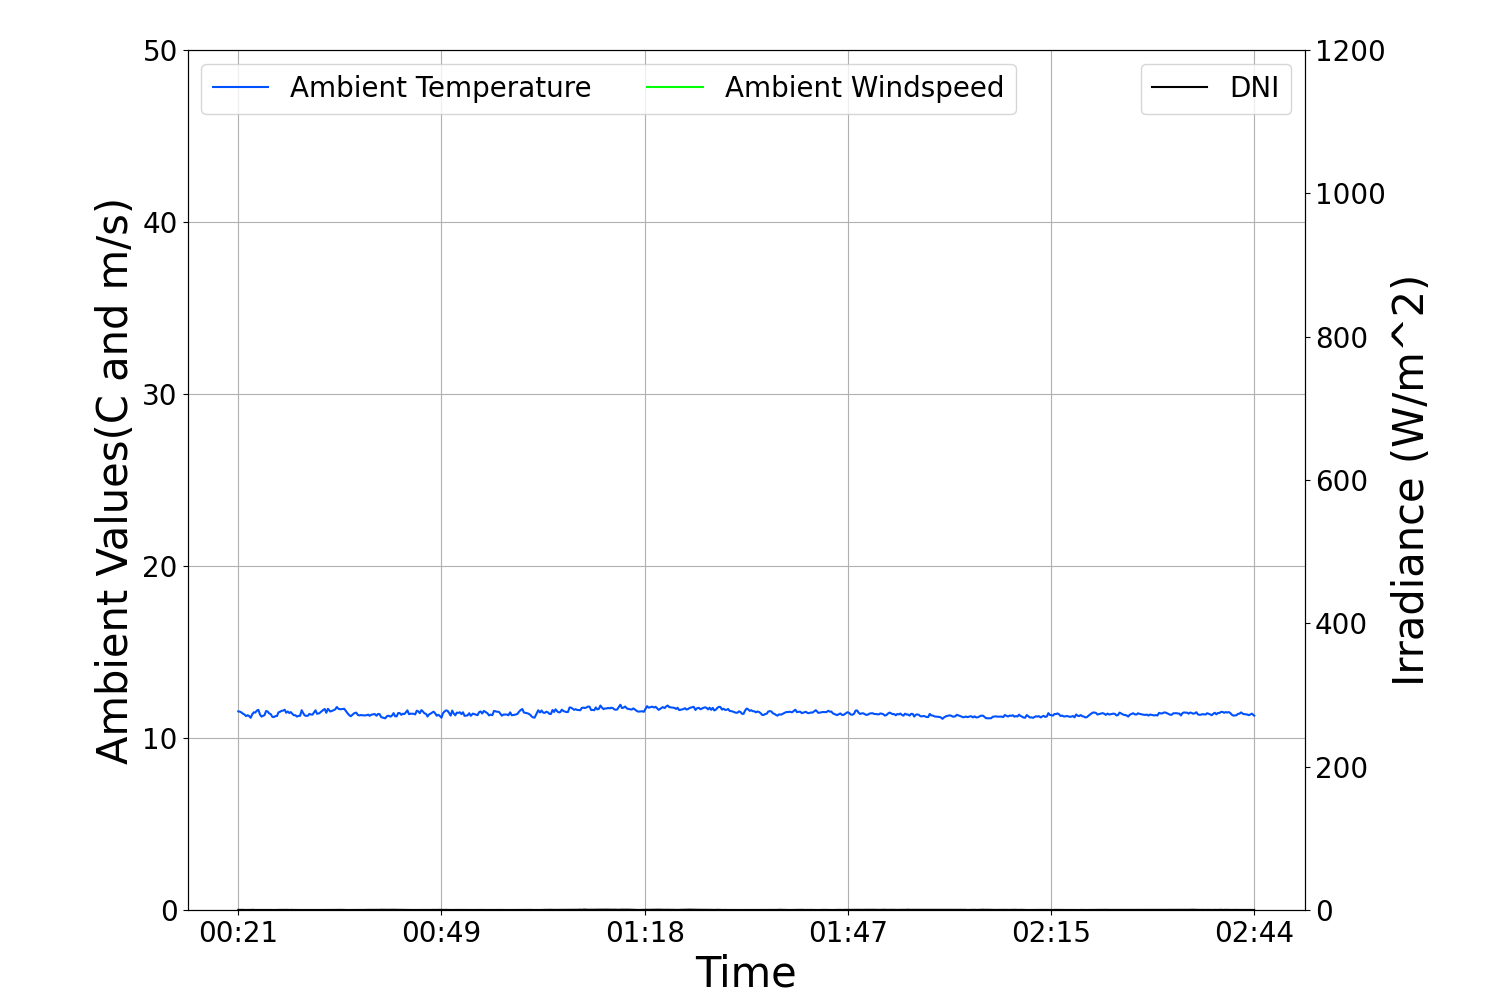 Ambient Temperature Ambient Windspeed DNI
50
40
30
20
10
0
Ambient Values(C and m/s)
1200
1000
800
600
400
200
0
Irradiance (W/m^2)
00:21 00:49 01:18 01:47 02:15 02:44
Time